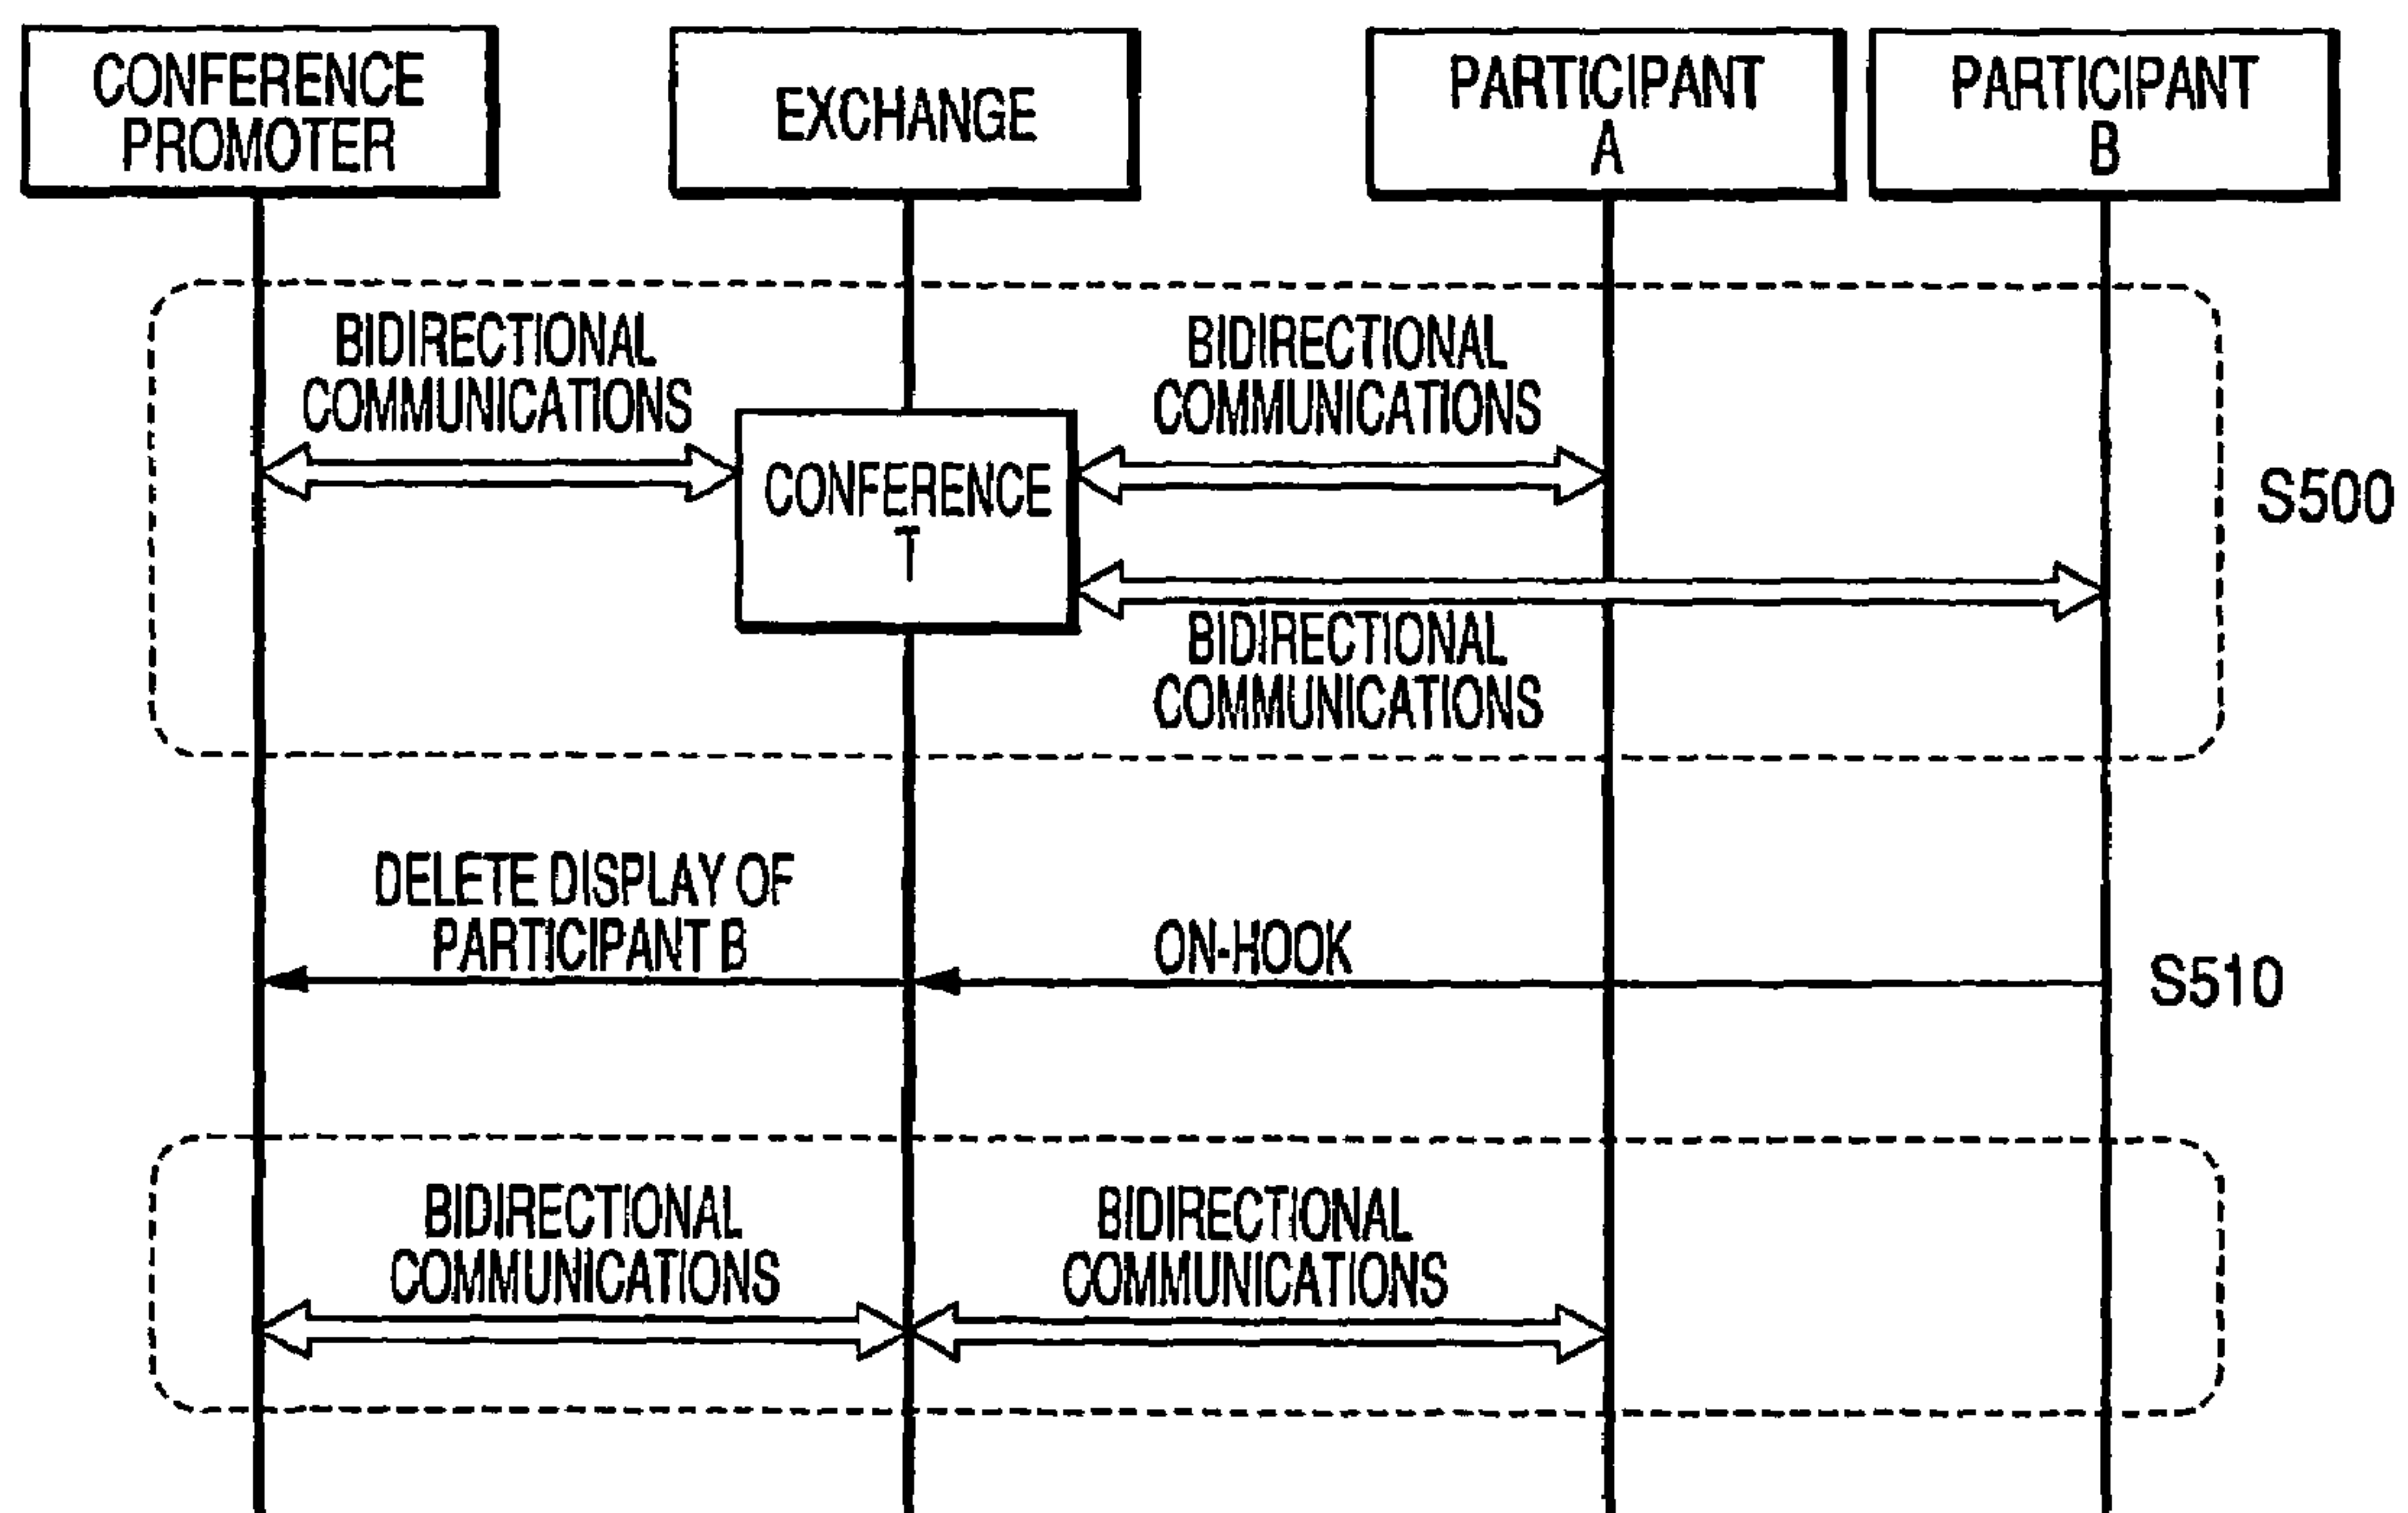 CONFERENCE
PROMOTER
EXCHANGE
PARTICIPANT
A
PARTICIPANT
B
BIDIRECTIONAL
COMMUNICATIONS
BIDIRECTIONAL
COMMUNICATIONS
CONFERENCE
T
S500
BIDIRECTIONAL
COMMUNICATIONS
DELETE DISPLAY OF
PARTICIPANT B
ON-HOOK
S510
BIDIRECTIONAL
COMMUNICATIONS
BIDIRECTIONAL
COMMUNICATIONS